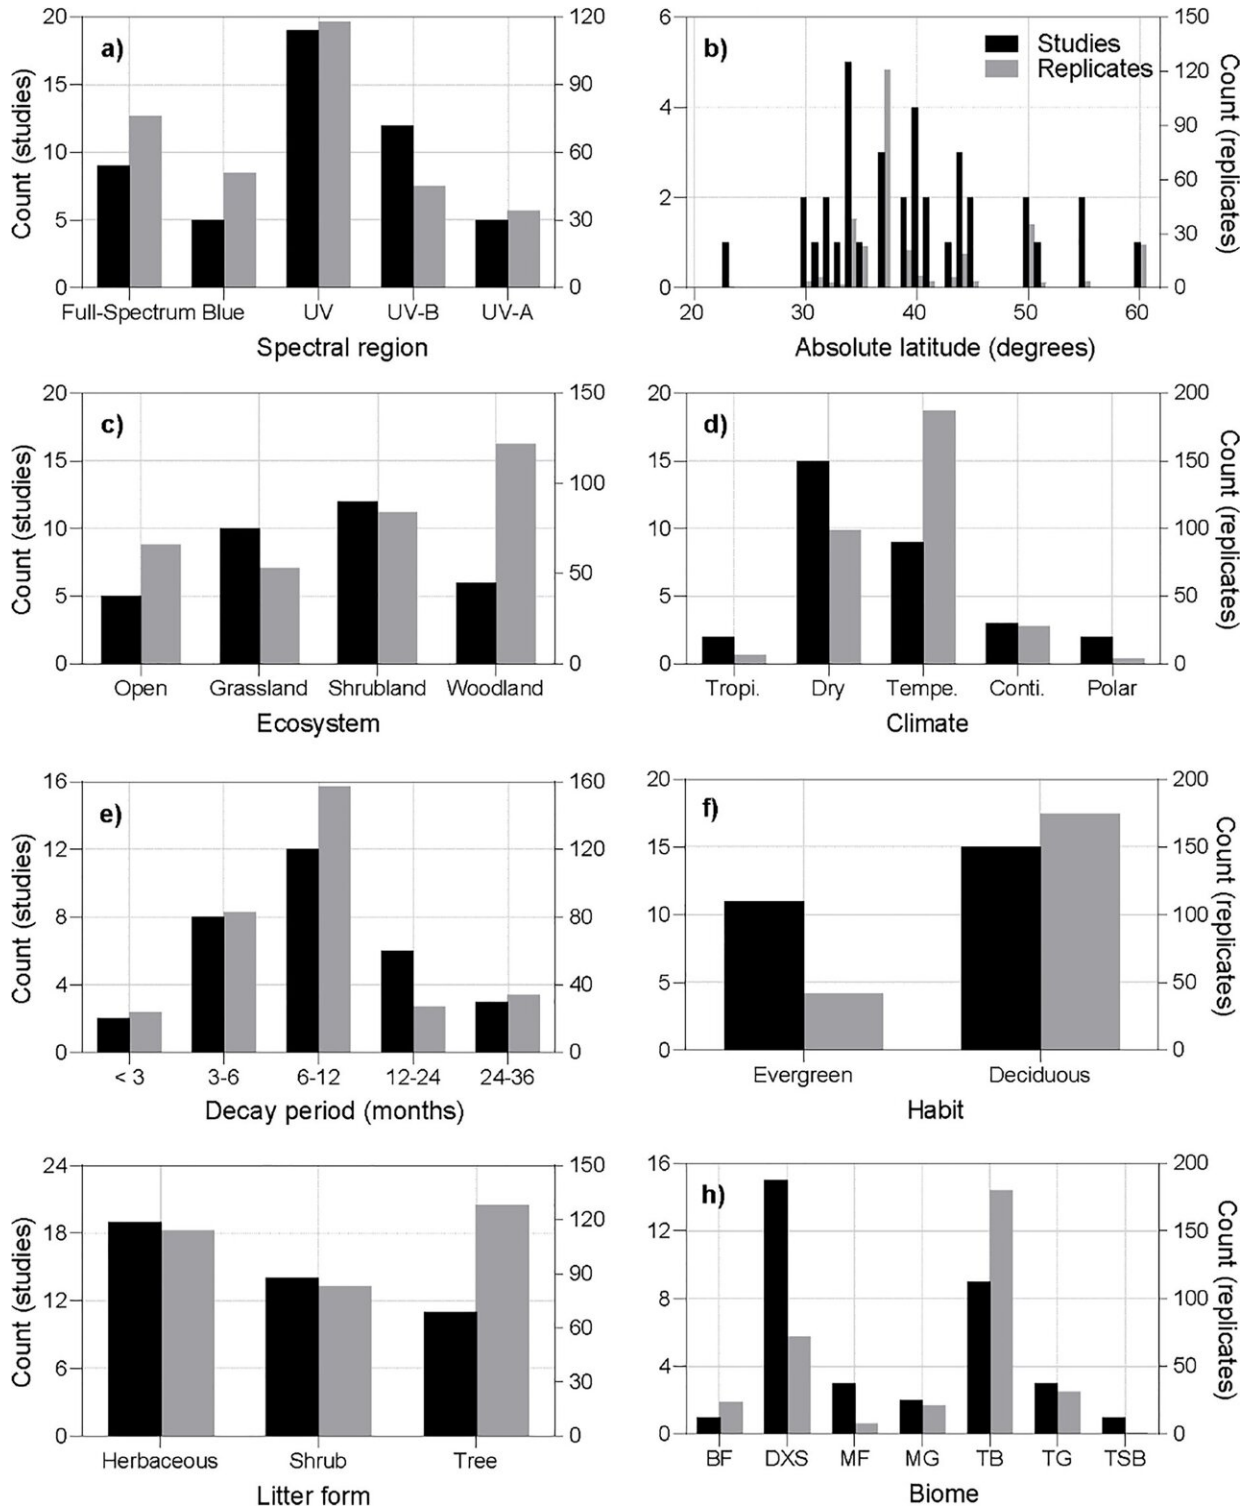 a)
20
15
10
5
0
120
90
60
30
0
Count (studies)
Full-Spectrum Blue UV UV-B UV-A
Spectral region
b)
Studies
Replicates
6
4
2
0
150
120
90
60
30
0
Count (replicates)
20 30 40 50 60
Absolute latitude (degrees)
c)
20
15
10
5
0
150
100
50
0
Count (studies)
Open Grassland Shrubland Woodland
Ecosystem
d)
20
15
10
5
0
200
150
100
50
0
Count (replicates)
Tropi. Dry Tempe. Conti. Polar
Climate
e)
16
12
8
4
0
160
120
80
40
0
Count (studies)
< 3 3-6 6-12 12-24 24-36
Decay period (months)
f)
20
15
10
5
0
200
150
100
50
0
Count (replicates)
Evergreen Deciduous
Habit
24
18
12
6
0
150
120
90
60
30
0
Count (studies)
Herbaceous Shrub Tree
Litter form
h)
16
12
8
4
0
200
150
100
50
0
Count (replicates)
BF DXS MF MG TB TG TSB
Biome